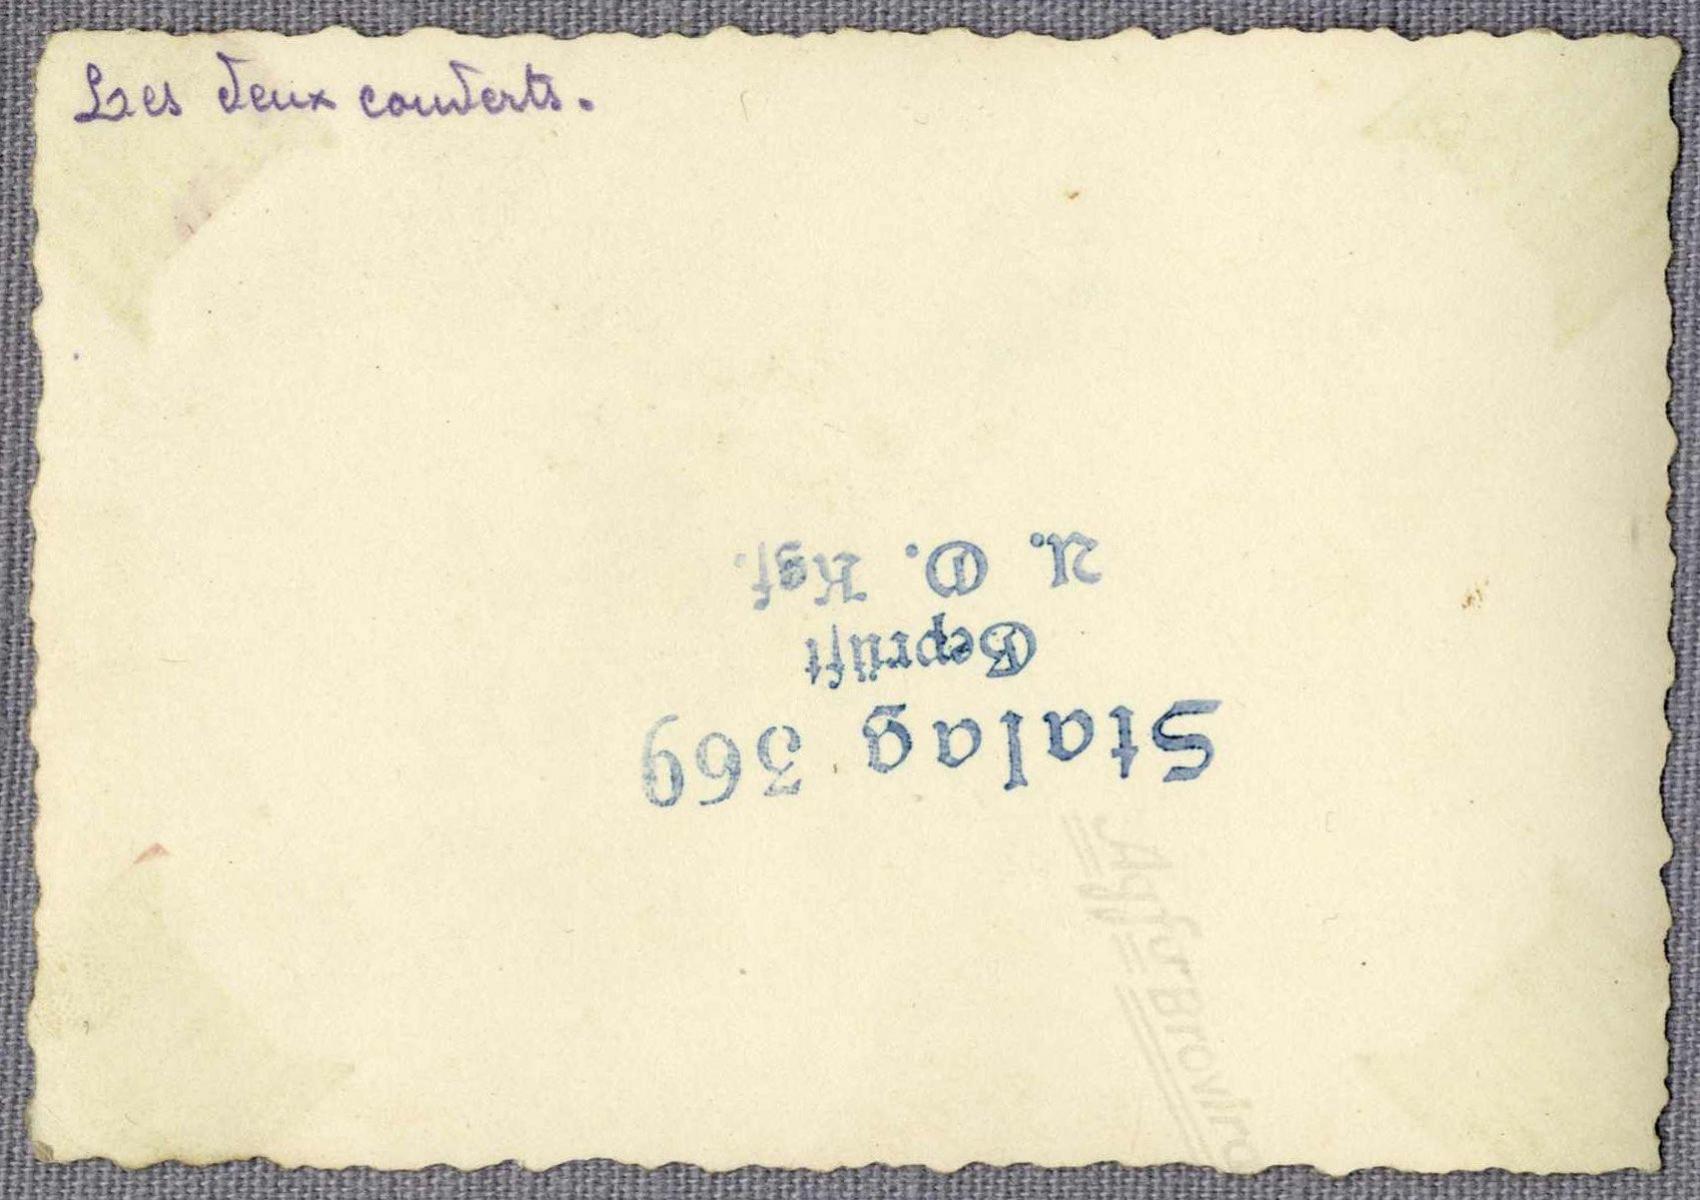 Les deux couverts.
Stalag 369
Geprüft
A. O. Kgf.
Agfa Brovira